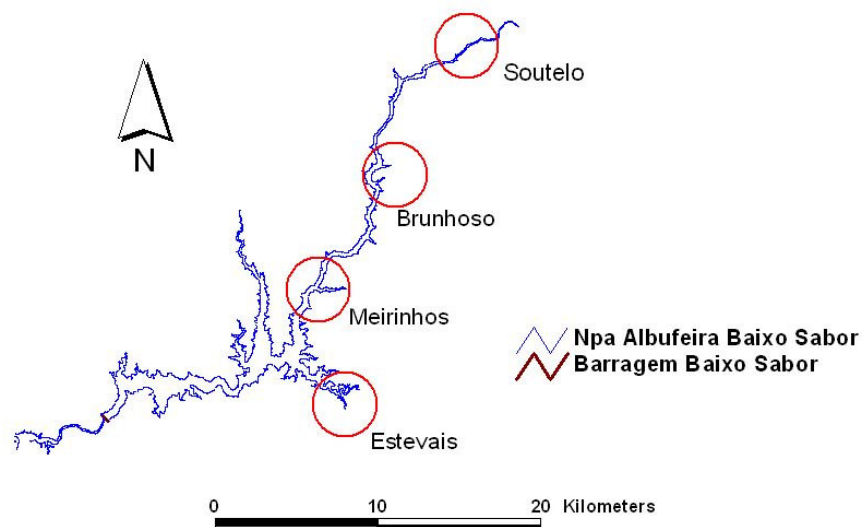 Soutelo
N
Brunhoso
Meirinhos
Npa Albufeira Baixo Sabor
Barragem Baixo Sabor
Estevais
0 10 20 Kilometers